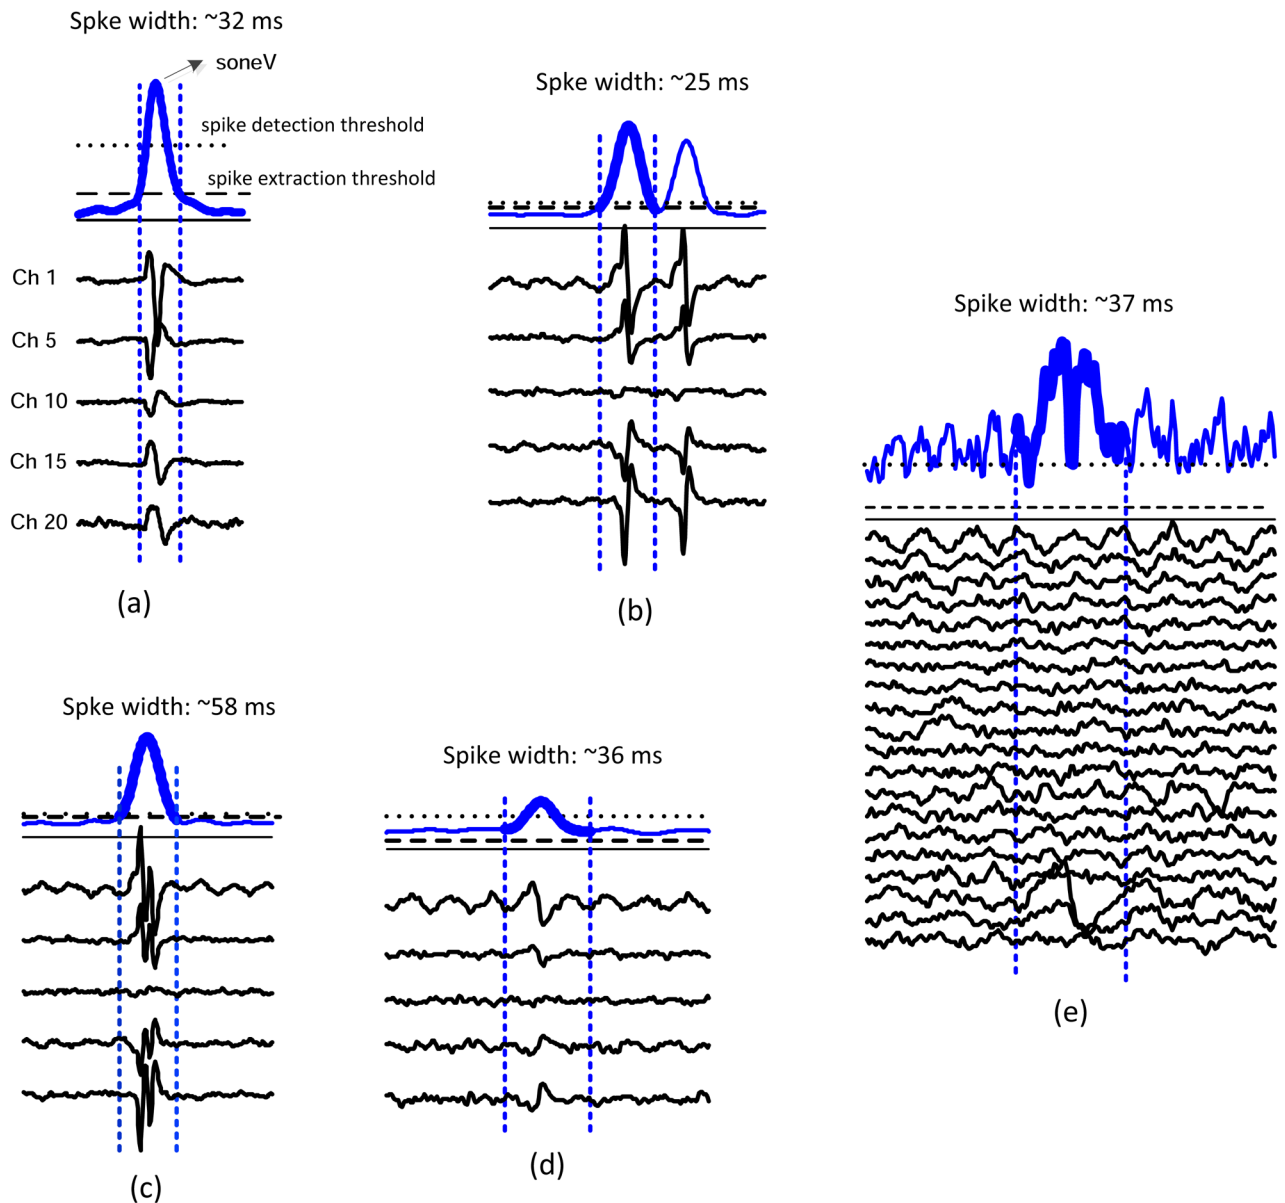 Spike width: ~32 ms
soneV
spike detection threshold
spike extraction threshold
Ch 1
Ch 5
Ch 10
Ch 15
Ch 20
(a)
Spike width: ~25 ms
(b)
Spke width: ~58 ms
(c)
Spike width: ~36 ms
(d)
Spike width: ~37 ms
(e)